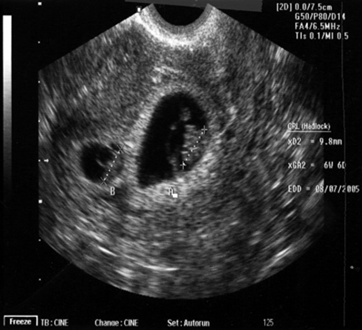 [2D] 0.0/7.5cm
G50/P80/D14
FA4/6.5MHz
TIs 0.1/MI 0.5
CRL (Hadlock)
xD2 = 9.8mm
xGA2 = 6W 6D
EDD = 08/07/2005
B
A
Freeze TB:CINE Change:CINE Set:Autorun 125